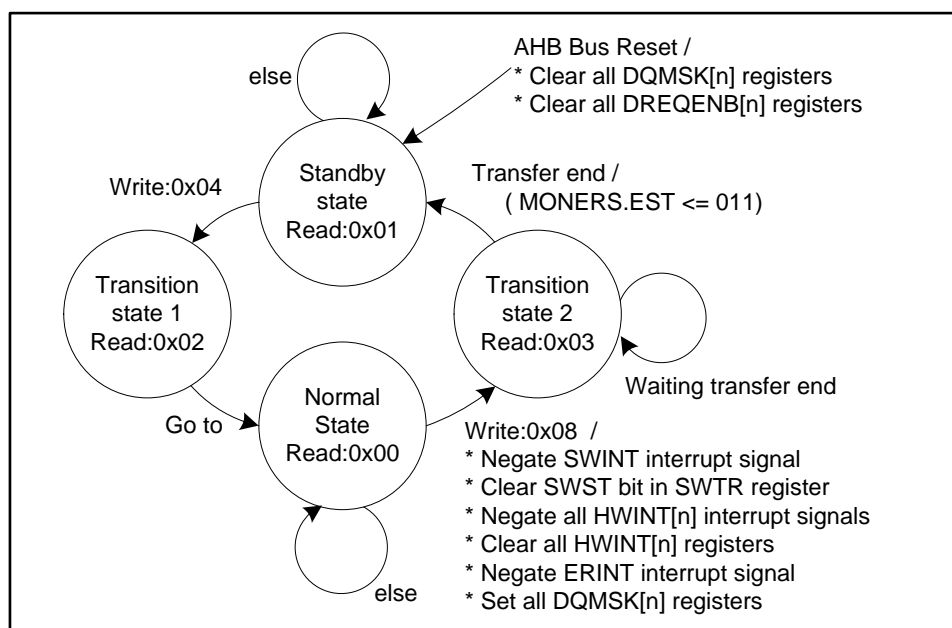 AHB Bus Reset /
* Clear all DQMSK[n] registers
* Clear all DREQENB[n] registers
else
Standby
state
Read:0x01
Transfer end /
( MONERS.EST <= 011)
Write:0x04
Transition
state 1
Read:0x02
Transition
state 2
Read:0x03
Waiting transfer end
Go to
Normal
State
Read:0x00
Write:0x08 /
* Negate SWINT interrupt signal
* Clear SWST bit in SWTR register
* Negate all HWINT[n] interrupt signals
* Clear all HWINT[n] registers
* Negate ERINT interrupt signal
* Set all DQMSK[n] registers
else